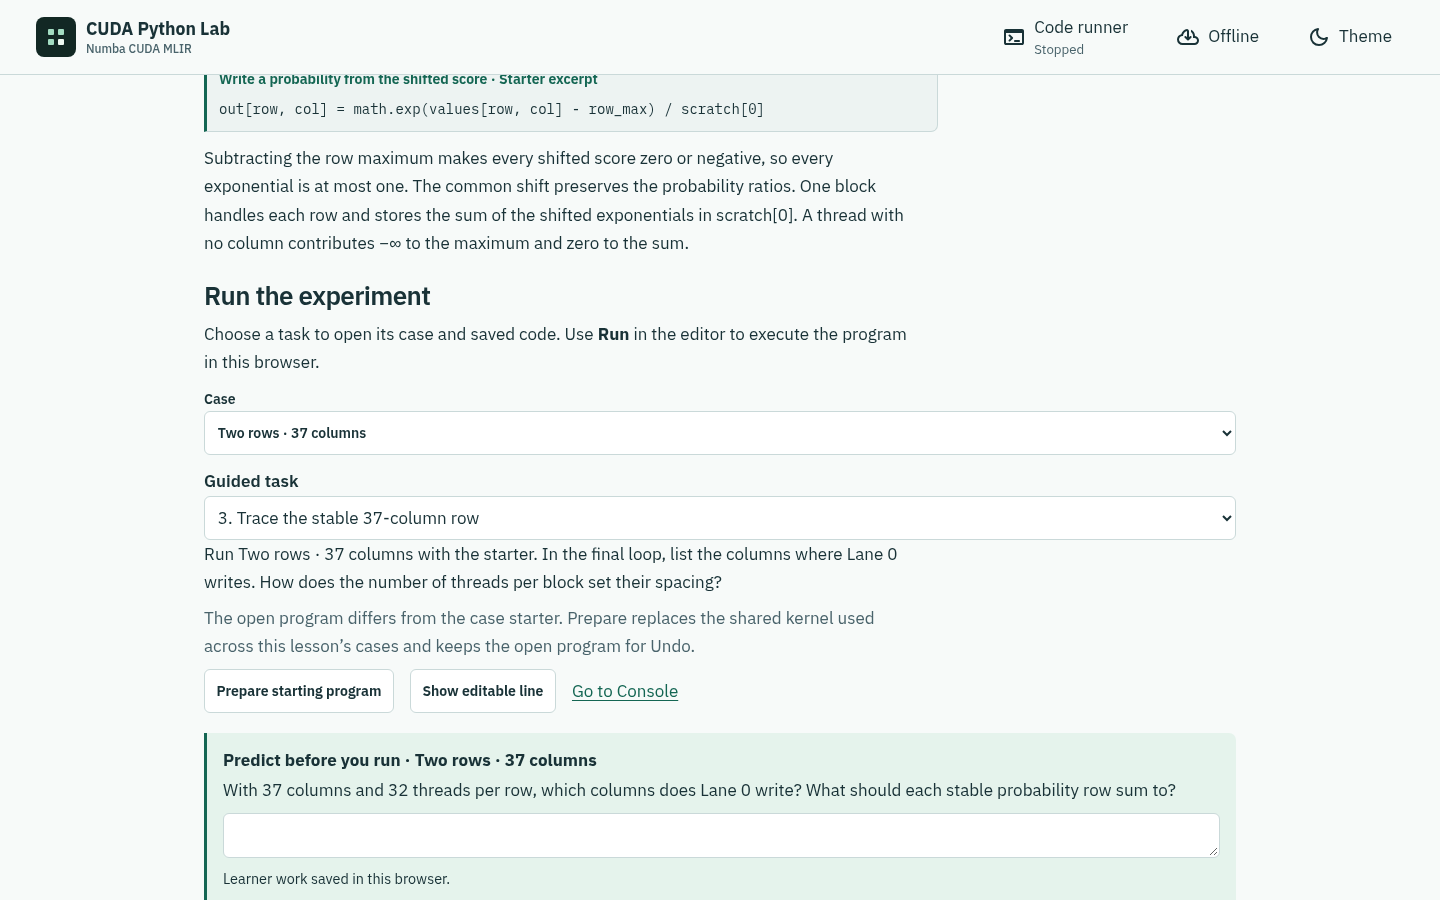 CUDA Python Lab
Numba CUDA MLIR
Code runner
Stopped
Offline
Theme
Write a probability from the shifted score · Starter excerpt
out[row, col] = math.exp(values[row, col] - row_max) / scratch[0]
Subtracting the row maximum makes every shifted score zero or negative, so every
exponential is at most one. The common shift preserves the probability ratios. One block
handles each row and stores the sum of the shifted exponentials in scratch[0]. A thread with
no column contributes −∞ to the maximum and zero to the sum.
Run the experiment
Choose a task to open its case and saved code. Use Run in the editor to execute the program
in this browser.
Case
Two rows · 37 columns
Guided task
3. Trace the stable 37-column row
Run Two rows · 37 columns with the starter. In the final loop, list the columns where Lane 0
writes. How does the number of threads per block set their spacing?
The open program differs from the case starter. Prepare replaces the shared kernel used
across this lesson’s cases and keeps the open program for Undo.
Prepare starting program
Show editable line
Go to Console
Predict before you run · Two rows · 37 columns
With 37 columns and 32 threads per row, which columns does Lane 0 write? What should each stable probability row sum to?
Learner work saved in this browser.